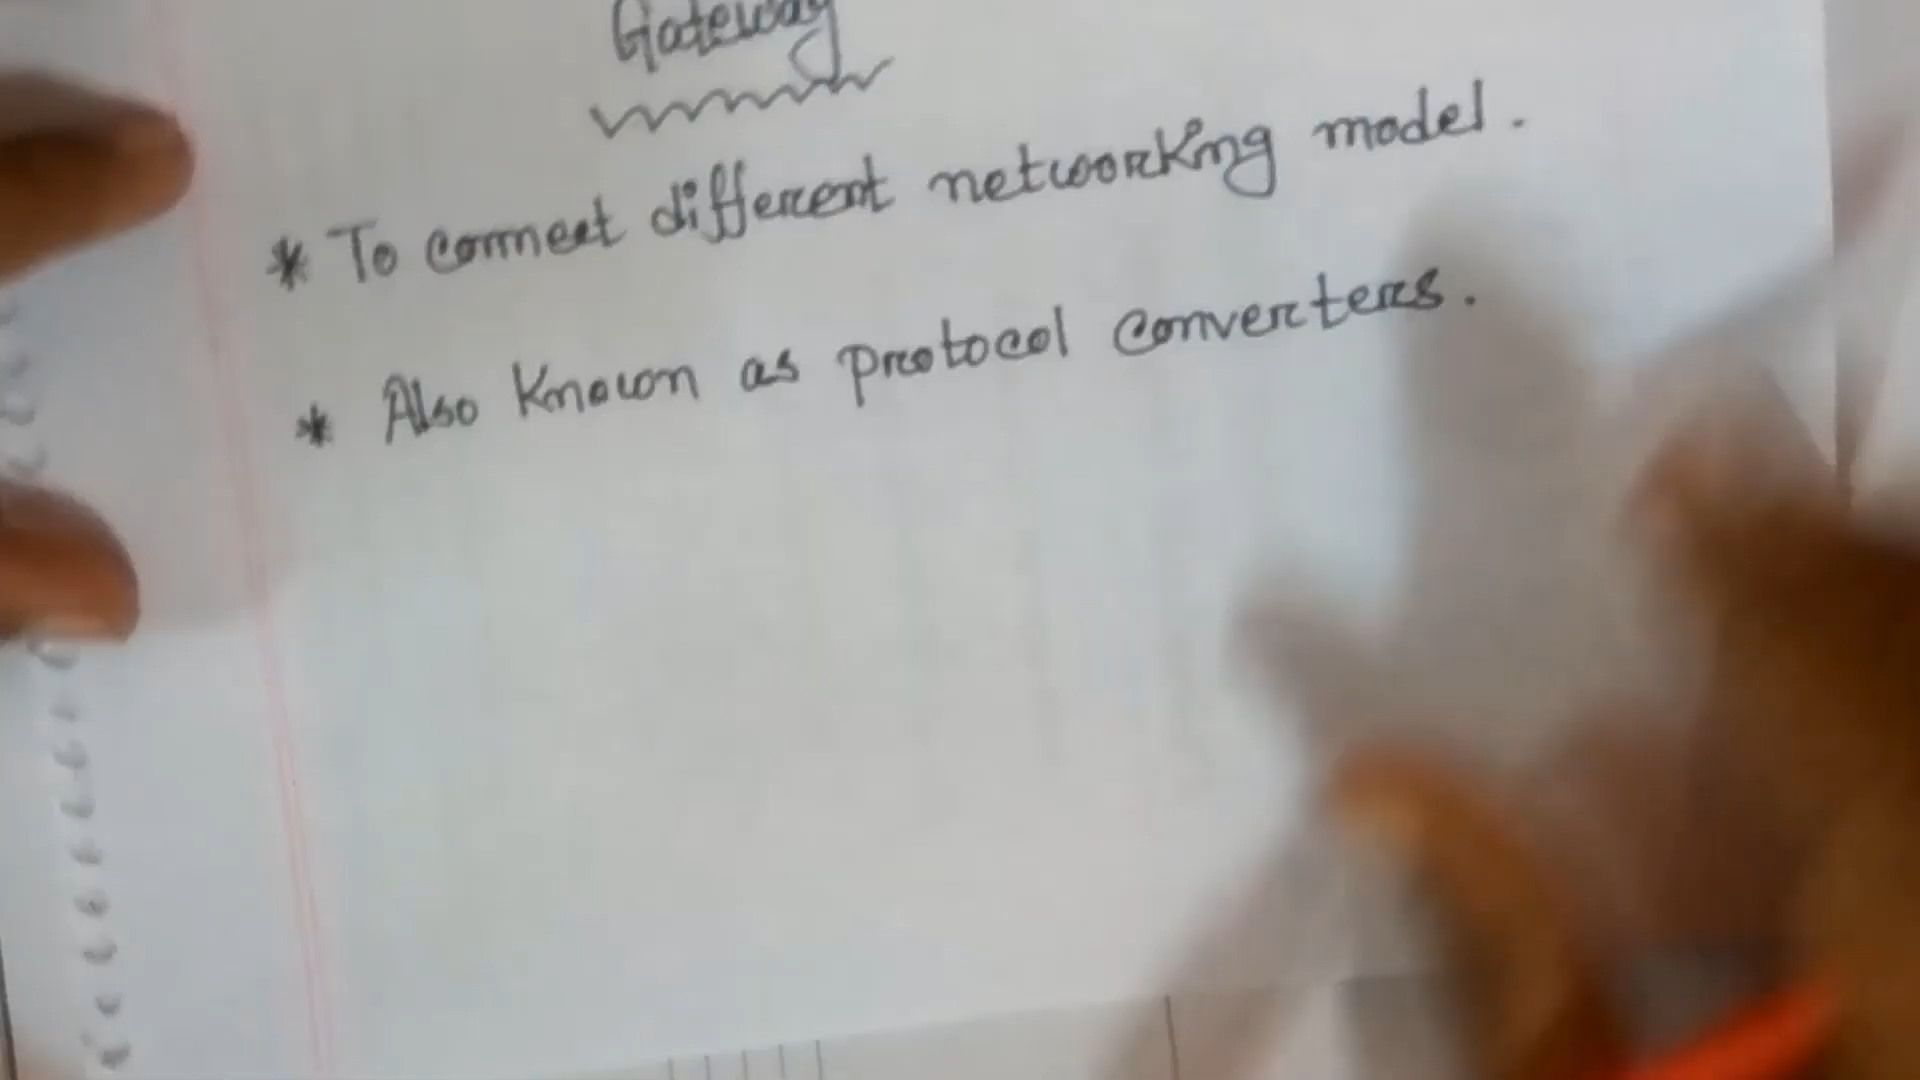 Gateway
* To connect different networking model.
* Also Known as protocol converters.